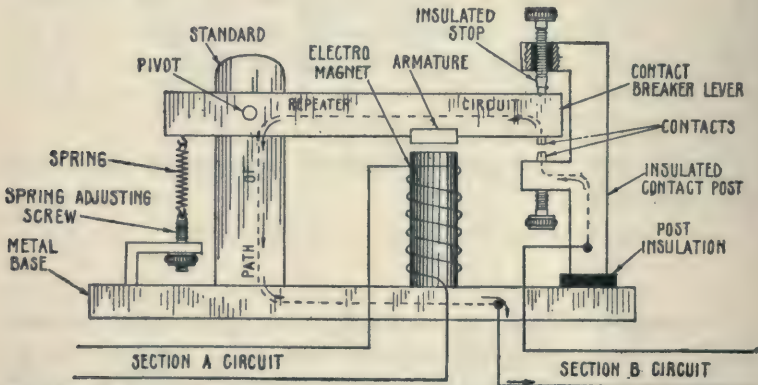 STANDARD
PIVOT
ELECTRO
MAGNET
ARMATURE
INSULATED
STOP
CONTACT
BREAKER LEVER
REPEATER CIRCUIT
CONTACTS
SPRING
SPRING ADJUSTING
SCREW
INSULATED
CONTACT POST
METAL
BASE
PATH OF
POST
INSULATION
SECTION A CIRCUIT
SECTION B CIRCUIT